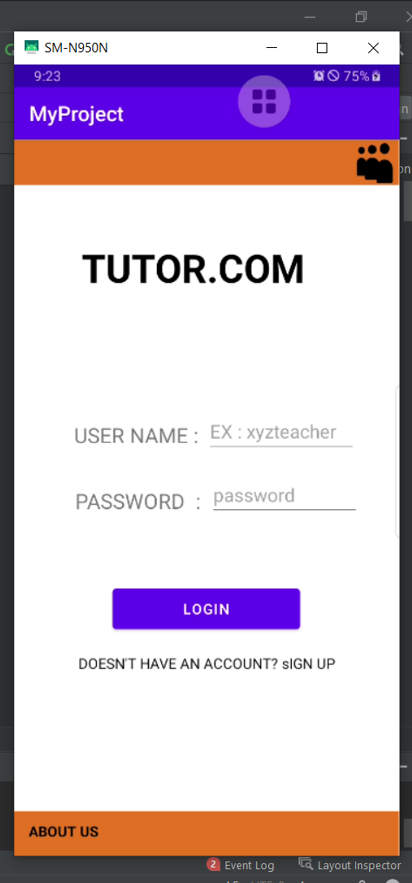 SM-N950N
9:23
75%
MyProject
TUTOR.COM
USER NAME : EX : xyzteacher
PASSWORD : password
LOGIN
DOESN'T HAVE AN ACCOUNT? sIGN UP
ABOUT US
2 Event Log Layout Inspector